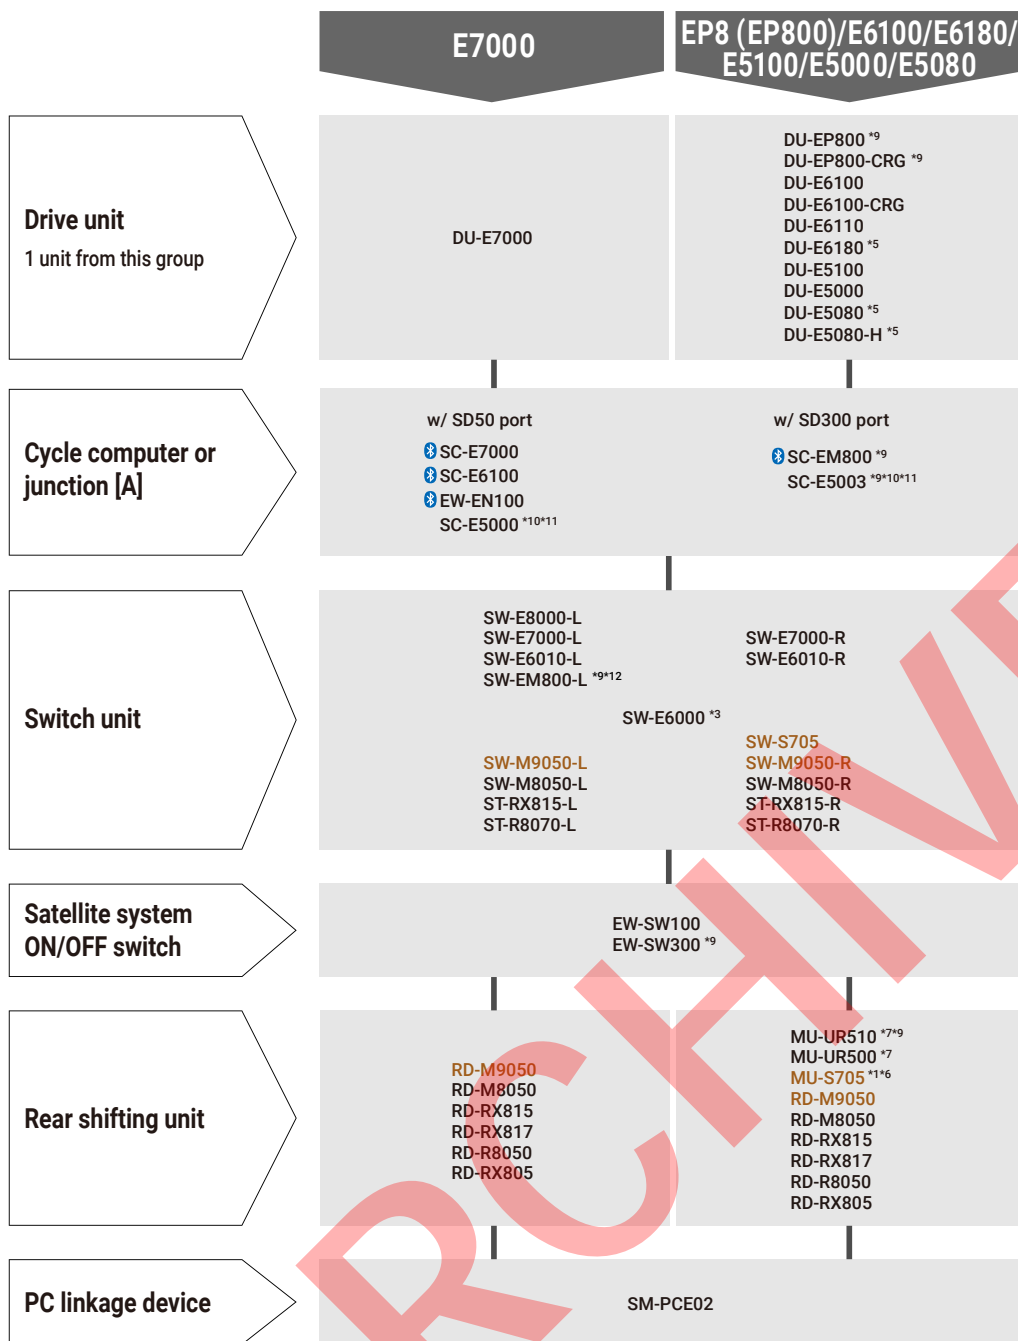 E7000
EP8 (EP800)/E6100/E6180/
E5100/E5000/E5080
Drive unit
1 unit from this group
DU-E7000
DU-EP800 *9
DU-EP800-CRG *9
DU-E6100
DU-E6100-CRG
DU-E6110
DU-E6180 *5
DU-E5100
DU-E5000
DU-E5080 *5
DU-E5080-H *5
Cycle computer or
junction [A]
w/ SD50 port
SC-E7000
SC-E6100
EW-EN100
SC-E5000 *10*11
w/ SD300 port
SC-EM800 *9
SC-E5003 *9*10*11
Switch unit
SW-E8000-L
SW-E7000-L
SW-E6010-L
SW-EM800-L *9*12
SW-E7000-R
SW-E6010-R
SW-E6000 *3
SW-M9050-L
SW-M8050-L
ST-RX815-L
ST-R8070-L
SW-S705
SW-M9050-R
SW-M8050-R
ST-RX815-R
ST-R8070-R
Satellite system
ON/OFF switch
EW-SW100
EW-SW300 *9
Rear shifting unit
RD-M9050
RD-M8050
RD-RX815
RD-RX817
RD-R8050
RD-RX805
MU-UR510 *7*9
MU-UR500 *7
MU-S705 *1*6
RD-M9050
RD-M8050
RD-RX815
RD-RX817
RD-R8050
RD-RX805
PC linkage device
SM-PCE02
RCHIVE